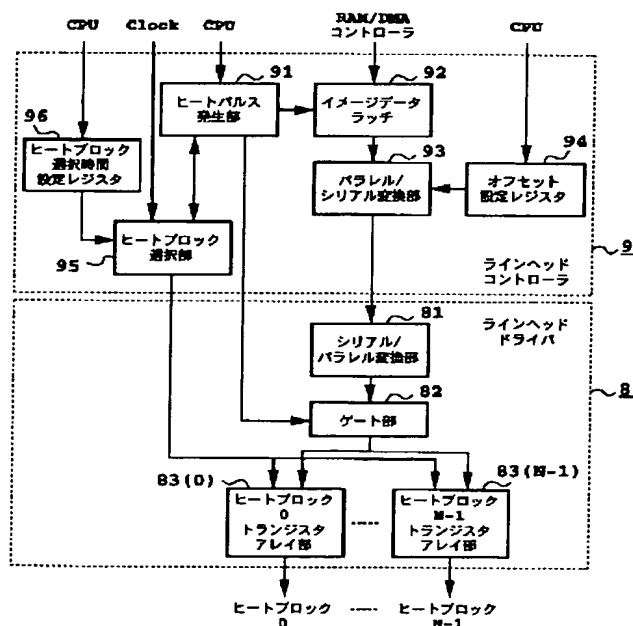 CPU
Clock
CPU
RAM/DMA
コントローラ
CPU
91
ヒートパルス
発生部
92
イメージデータ
ラッチ
96
ヒートブロック
選択時間
設定レジスタ
93
パラレル/
シリアル変換部
94
オフセット
設定レジスタ
ヒートブロック
選択部
95
9
ラインヘッド
コントローラ
81
シリアル/
パラレル変換部
ラインヘッド
ドライバ
82
ゲート部
8
83(0)
ヒートブロック
0
トランジスタ
アレイ部
83(N-1)
ヒートブロック
N-1
トランジスタ
アレイ部
ヒートブロック
0
ヒートブロック
N-1